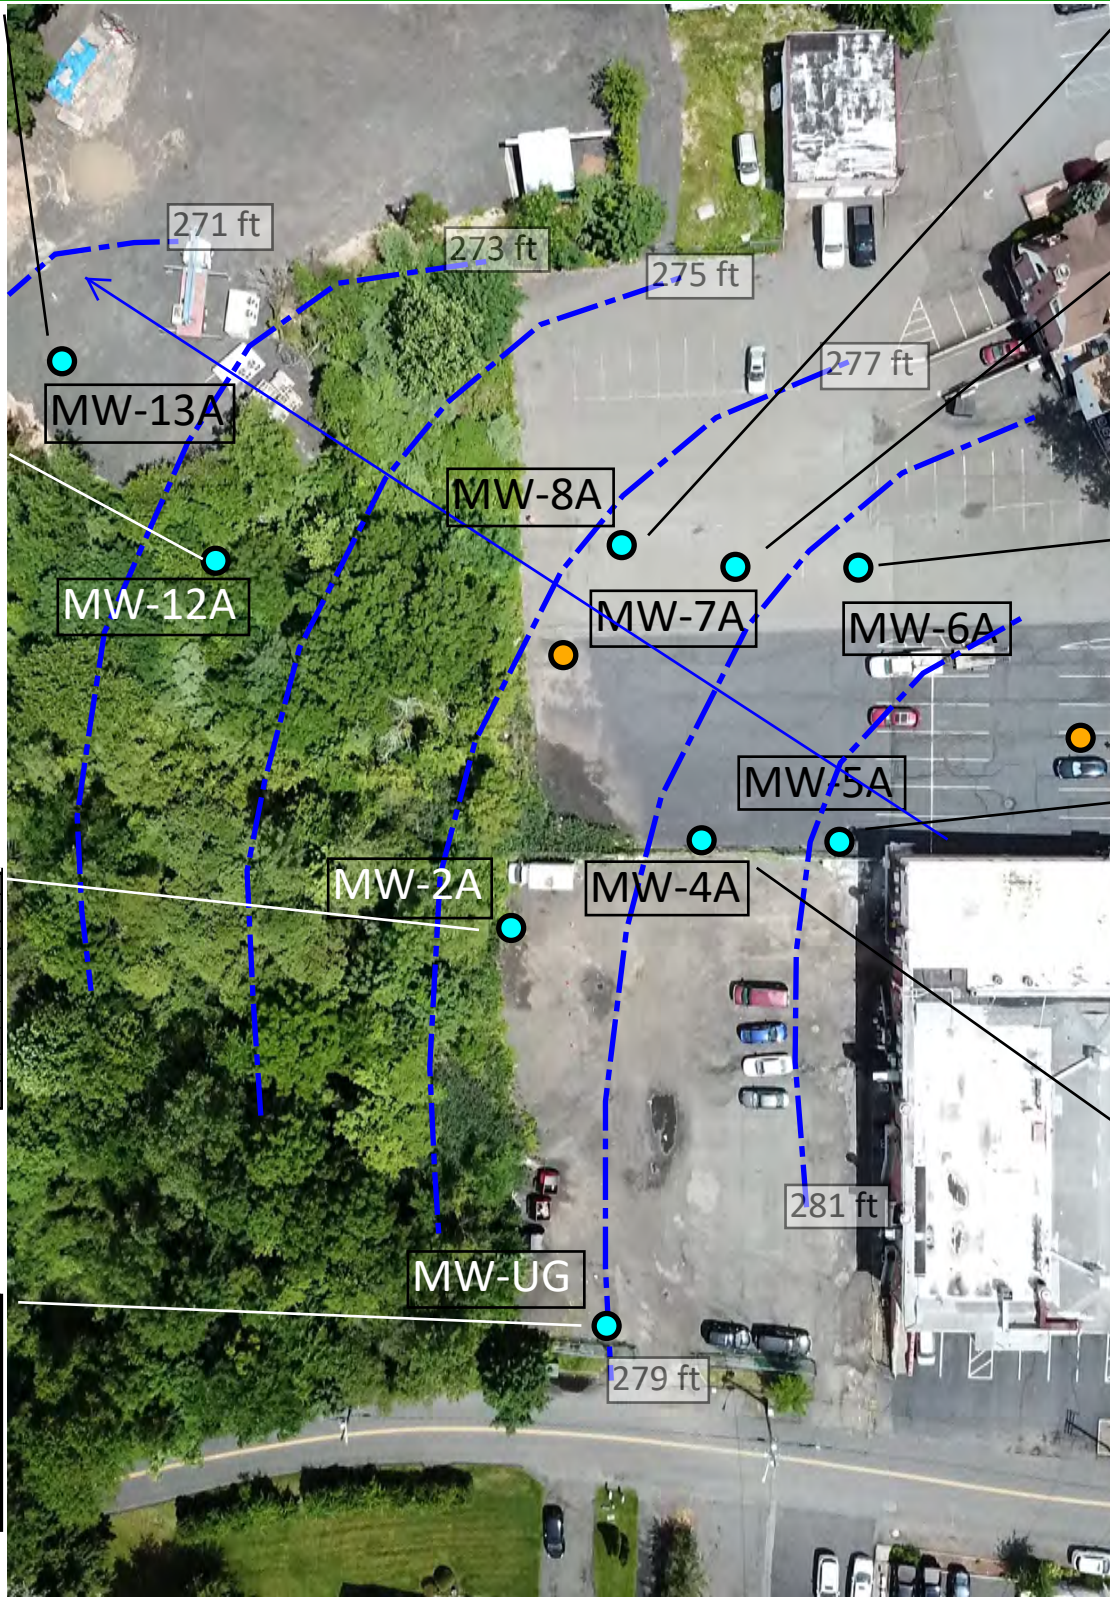 271 ft
273 ft
275 ft
277 ft
MW-13A
MW-8A
MW-12A
MW-7A
MW-6A
MW-5A
MW-2A
MW-4A
281 ft
MW-UG
279 ft